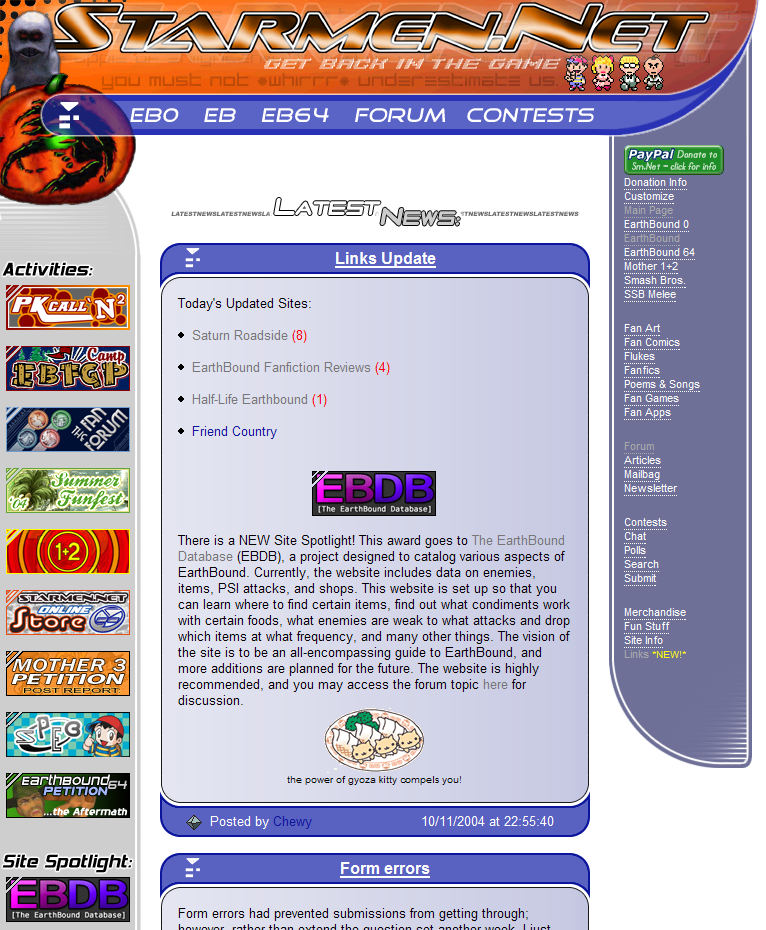 STARMEN.NET
GET BACK IN THE GAME
you must not *whim* underestimate us.
EB0 EB EB64 FORUM CONTESTS
PayPal Donate to
Sm.Net - click for info
Donation Info
Customize
Main Page
EarthBound 0
EarthBound
EarthBound 64
Mother 1+2
Smash Bros.
SSB Melee
Fan Art
Fan Comics
Flukes
Fanfics
Poems & Songs
Fan Games
Fan Apps
Forum
Articles
Mailbag
Newsletter
Contests
Chat
Polls
Search
Submit
Merchandise
Fun Stuff
Site Info
Links *NEW!*
Activities:
PK CALL 'N²
Camp
EBFGP
FAN
THE
FORUM
Summer
Funfest
'04
1+2
STARMEN.NET
ONLINE
Store
MOTHER 3
PETITION
POST REPORT
SPEB
EarthBound 64
PETITION
...the Aftermath
Site Spotlight:
EBDB
[The EarthBound Database]
LATESTNEWSLATESTNEWSLA LATEST NEWS: TNEWSLATESTNEWSLATESTNEWS
Links Update
Today's Updated Sites:
Saturn Roadside (8)
EarthBound Fanfiction Reviews (4)
Half-Life Earthbound (1)
Friend Country
EBDB
[The EarthBound Database]
There is a NEW Site Spotlight! This award goes to The EarthBound
Database (EBDB), a project designed to catalog various aspects of
EarthBound. Currently, the website includes data on enemies,
items, PSI attacks, and shops. This website is set up so that you
can learn where to find certain items, find out what condiments work
with certain foods, what enemies are weak to what attacks and drop
which items at what frequency, and many other things. The vision of
the site is to be an all-encompassing guide to EarthBound, and
more additions are planned for the future. The website is highly
recommended, and you may access the forum topic here for
discussion.
the power of gyoza kitty compels you!
Posted by Chewy 10/11/2004 at 22:55:40
Form errors
Form errors had prevented submissions from getting through;
however, rather than extend the question set another week, I just